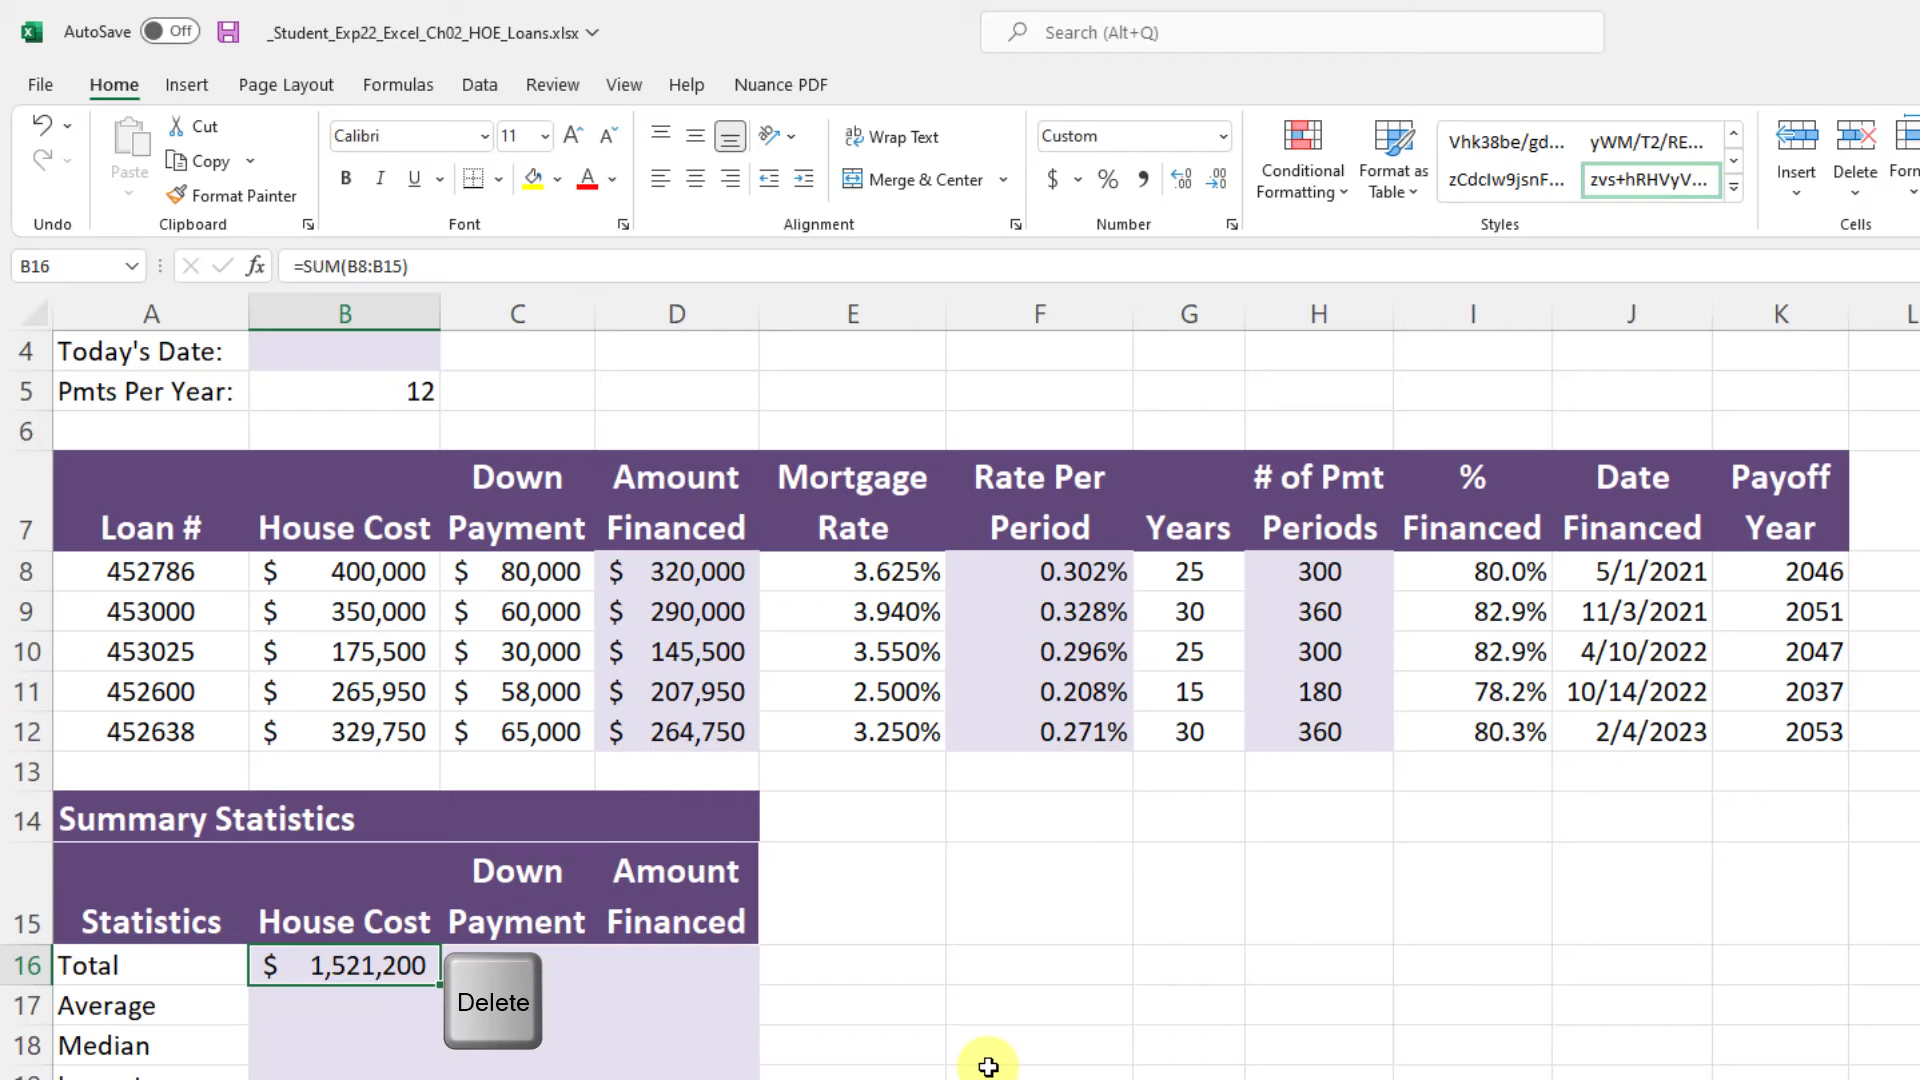 AutoSave Off _Student_Exp22_Excel_Ch02_HOE_Loans.xlsx Search (Alt+Q)
File Home Insert Page Layout Formulas Data Review View Help Nuance PDF
Paste Cut Copy Format Painter
Calibri 11 B I U A
Wrap Text Merge & Center
Custom $ % 9
Conditional Formatting Format as Table
Vhk38be/gd... yWM/T2/RE...
zCdcIw9jsnF... zvs+hRHVyV...
Insert Delete
Undo Clipboard Font Alignment Number Styles Cells
B16 fx =SUM(B8:B15)
A B C D E F G H I J K L
4 Today's Date:
5 Pmts Per Year: 12
6
7 Loan # House Cost Down Payment Amount Financed Mortgage Rate Rate Per Period Years # of Pmt Periods % Financed Date Financed Payoff Year
8 452786 $ 400,000 $ 80,000 $ 320,000 3.625% 0.302% 25 300 80.0% 5/1/2021 2046
9 453000 $ 350,000 $ 60,000 $ 290,000 3.940% 0.328% 30 360 82.9% 11/3/2021 2051
10 453025 $ 175,500 $ 30,000 $ 145,500 3.550% 0.296% 25 300 82.9% 4/10/2022 2047
11 452600 $ 265,950 $ 58,000 $ 207,950 2.500% 0.208% 15 180 78.2% 10/14/2022 2037
12 452638 $ 329,750 $ 65,000 $ 264,750 3.250% 0.271% 30 360 80.3% 2/4/2023 2053
13
14 Summary Statistics
15 Statistics House Cost Down Payment Amount Financed
16 Total $ 1,521,200
17 Average
Delete
18 Median